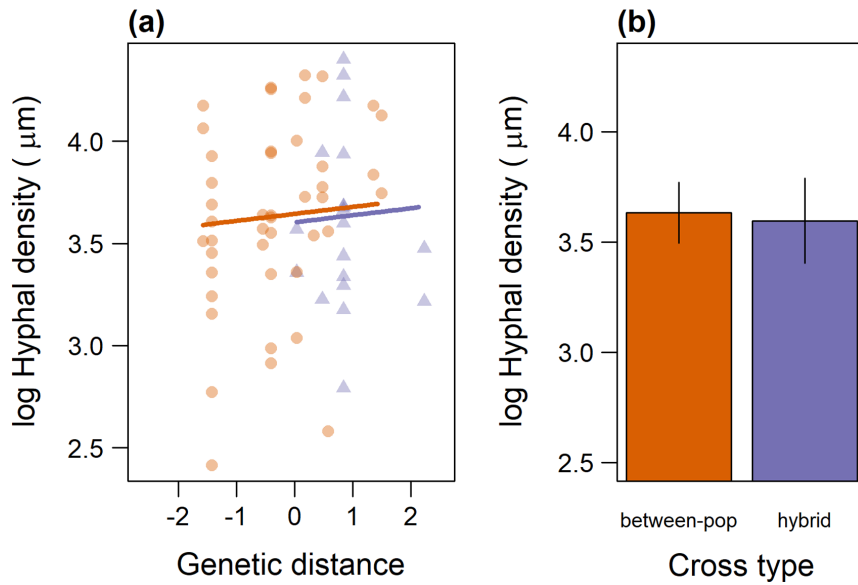 (a)
log Hyphal density ( μm)
4.0
3.5
3.0
2.5
-2 -1 0 1 2
Genetic distance
(b)
log Hyphal density ( μm)
4.0
3.5
3.0
2.5
between-pop hybrid
Cross type